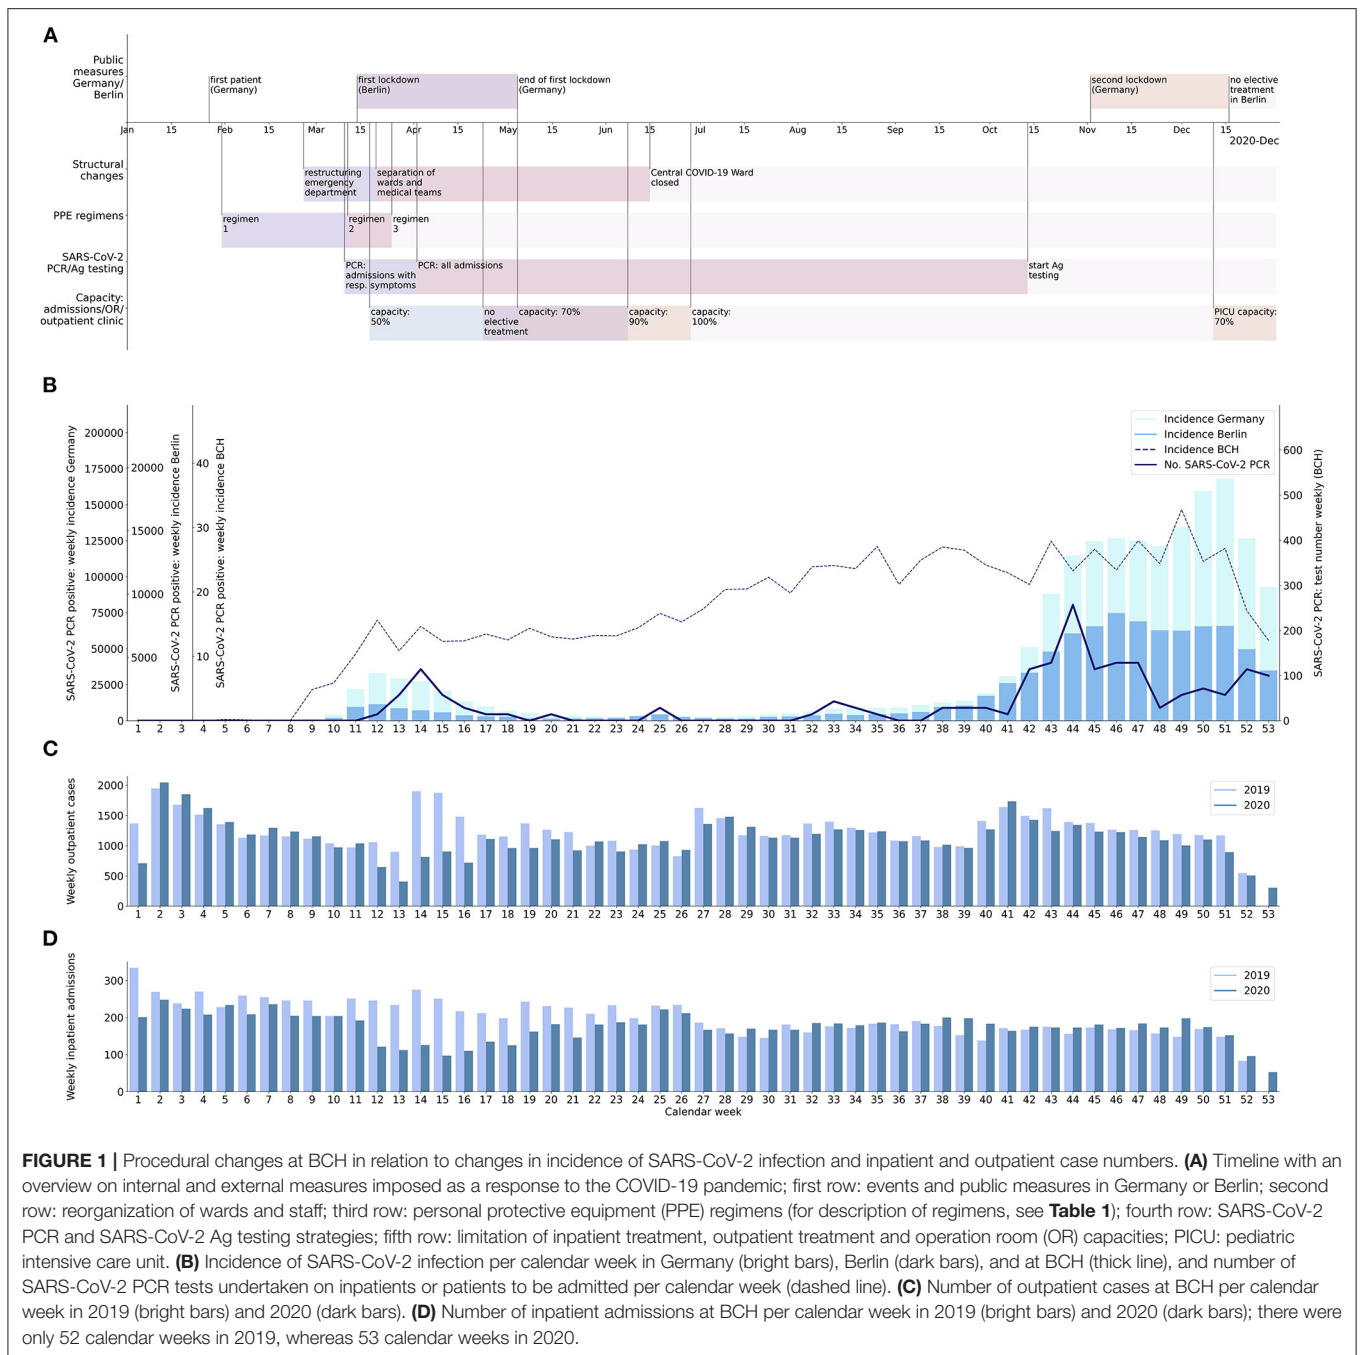 A
Public
measures
Germany/
Berlin
first patient
(Germany)
first lockdown
(Berlin)
end of first lockdown
(Germany)
second lockdown
(Germany)
no elective
treatment
in Berlin
Jan 15 Feb 15 Mar 15 Apr 15 May 15 Jun 15 Jul 15 Aug 15 Sep 15 Oct 15 Nov 15 Dec 15
2020-Dec
Structural
changes
restructuring
emergency
department
separation of
wards and
medical teams
Central COVID-19 Ward
closed
PPE regimens
regimen
1
regimen
2
regimen
3
SARS-CoV-2
PCR/Ag testing
PCR:
admissions with
resp. symptoms
PCR: all admissions
start Ag
testing
Capacity:
admissions/OR/
outpatient clinic
capacity:
50%
no
elective
treatment
capacity: 70%
capacity:
90%
capacity:
100%
PICU capacity:
70%
B
SARS-CoV-2 PCR positive: weekly incidence Germany
200000
175000
150000
125000
100000
75000
50000
25000
0
SARS-CoV-2 PCR positive: weekly incidence Berlin
20000
15000
10000
5000
SARS-CoV-2 PCR positive: weekly incidence BCH
40
30
20
10
Incidence Germany
Incidence Berlin
Incidence BCH
No. SARS-CoV-2 PCR
600
500
400
300
200
100
0
SARS-CoV-2 PCR: test number weekly (BCH)
1 2 3 4 5 6 7 8 9 10 11 12 13 14 15 16 17 18 19 20 21 22 23 24 25 26 27 28 29 30 31 32 33 34 35 36 37 38 39 40 41 42 43 44 45 46 47 48 49 50 51 52 53
C
Weekly outpatient cases
2000
1500
1000
500
0
2019
2020
1 2 3 4 5 6 7 8 9 10 11 12 13 14 15 16 17 18 19 20 21 22 23 24 25 26 27 28 29 30 31 32 33 34 35 36 37 38 39 40 41 42 43 44 45 46 47 48 49 50 51 52 53
D
Weekly inpatient admissions
300
200
100
0
2019
2020
1 2 3 4 5 6 7 8 9 10 11 12 13 14 15 16 17 18 19 20 21 22 23 24 25 26 27 28 29 30 31 32 33 34 35 36 37 38 39 40 41 42 43 44 45 46 47 48 49 50 51 52 53
Calendar week
FIGURE 1 | Procedural changes at BCH in relation to changes in incidence of SARS-CoV-2 infection and inpatient and outpatient case numbers. (A) Timeline with an
overview on internal and external measures imposed as a response to the COVID-19 pandemic; first row: events and public measures in Germany or Berlin; second
row: reorganization of wards and staff; third row: personal protective equipment (PPE) regimens (for description of regimens, see Table 1); fourth row: SARS-CoV-2
PCR and SARS-CoV-2 Ag testing strategies; fifth row: limitation of inpatient treatment, outpatient treatment and operation room (OR) capacities; PICU: pediatric
intensive care unit. (B) Incidence of SARS-CoV-2 infection per calendar week in Germany (bright bars), Berlin (dark bars), and at BCH (thick line), and number of
SARS-CoV-2 PCR tests undertaken on inpatients or patients to be admitted per calendar week (dashed line). (C) Number of outpatient cases at BCH per calendar
week in 2019 (bright bars) and 2020 (dark bars). (D) Number of inpatient admissions at BCH per calendar week in 2019 (bright bars) and 2020 (dark bars); there were
only 52 calendar weeks in 2019, whereas 53 calendar weeks in 2020.